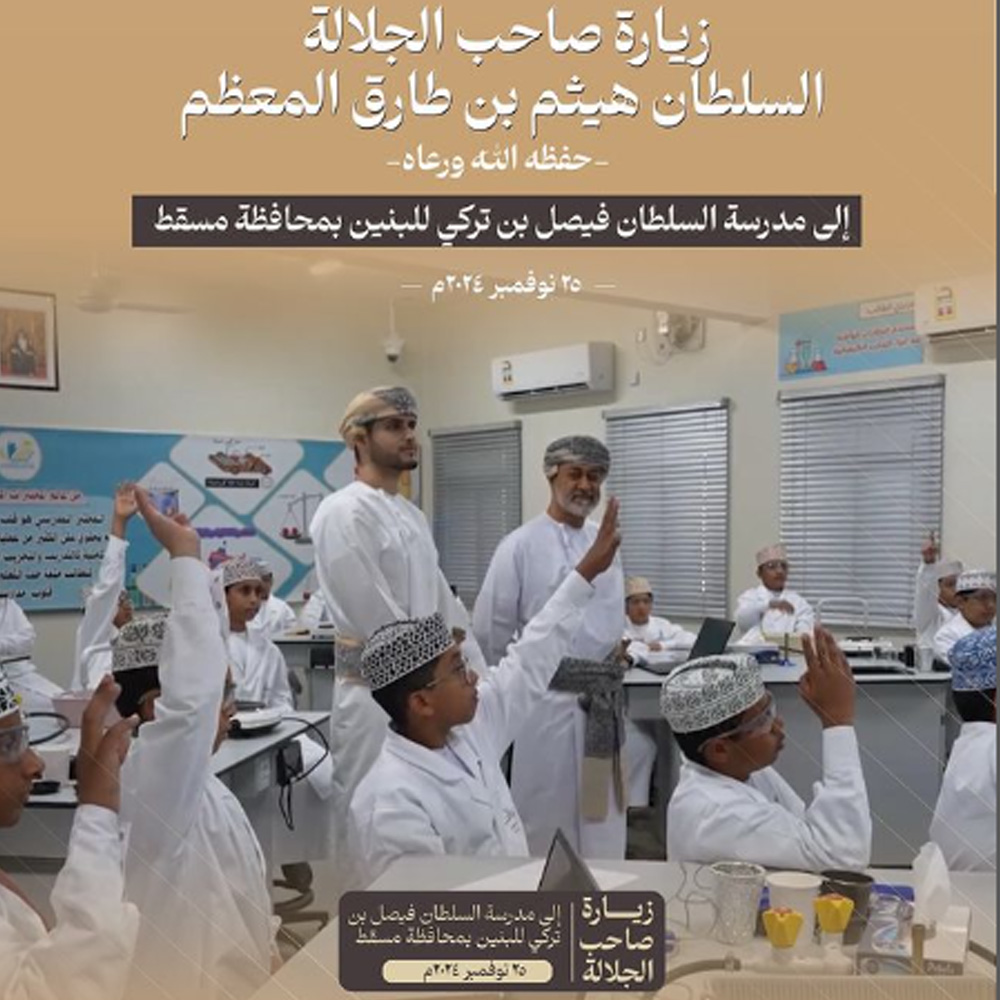 زيارة صاحب الجلالة
السلطان هيثم بن طارق المعظم
-حفظه الله ورعاه-
إلى مدرسة السلطان فيصل بن تركي للبنين بمحافظة مسقط
— ٢٥ نوفمبر ٢٠٢٤م —
زيارة
صاحب
الجلالة
إلى مدرسة السلطان فيصل بن
تركي للبنين بمحافظة مسقط
٢٥ نوفمبر ٢٠٢٤م